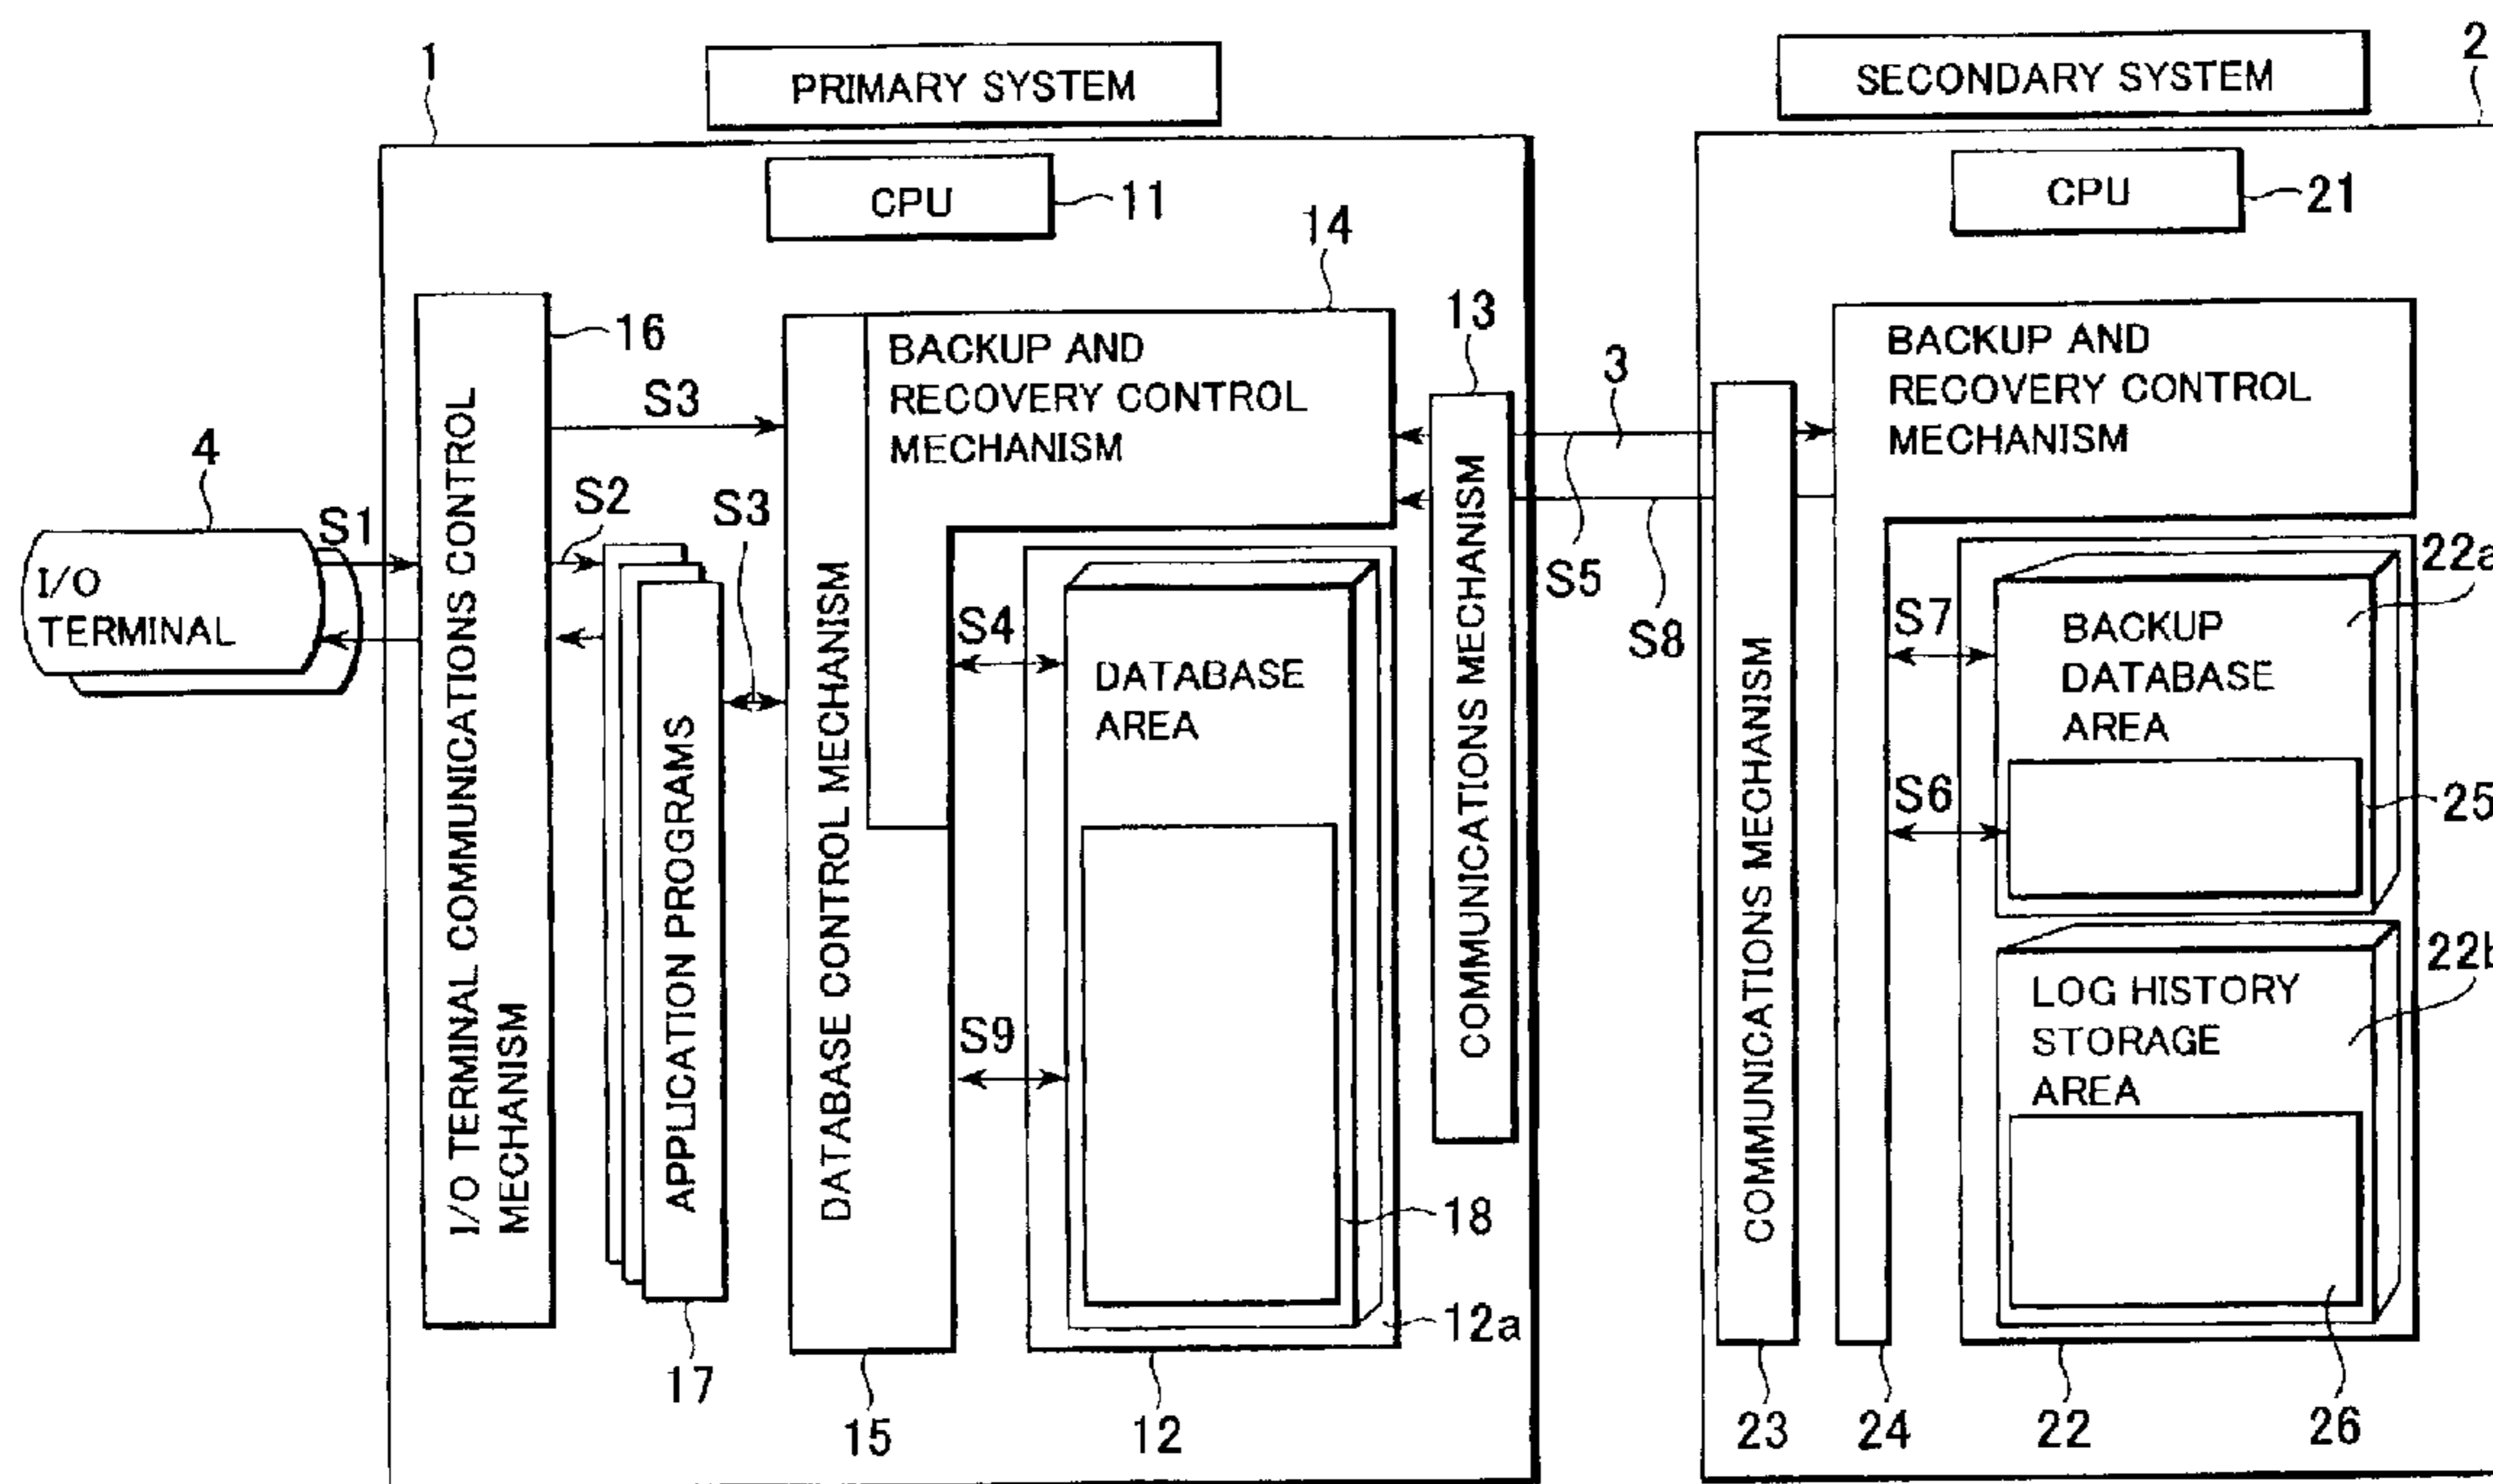 1
PRIMARY SYSTEM
SECONDARY SYSTEM
2
CPU
11
CPU
21
14
13
16
S3
BACKUP AND
RECOVERY CONTROL
MECHANISM
3
BACKUP AND
RECOVERY CONTROL
MECHANISM
4
S1
S2
S3
I/O
TERMINAL
I/O TERMINAL COMMUNICATIONS CONTROL
MECHANISM
APPLICATION PROGRAMS
DATABASE CONTROL MECHANISM
S4
DATABASE
AREA
COMMUNICATIONS MECHANISM
S5
S8
COMMUNICATIONS MECHANISM
S7
22a
BACKUP
DATABASE
AREA
S6
25
S9
22b
LOG HISTORY
STORAGE
AREA
18
12a
17
15
12
23
24
22
26